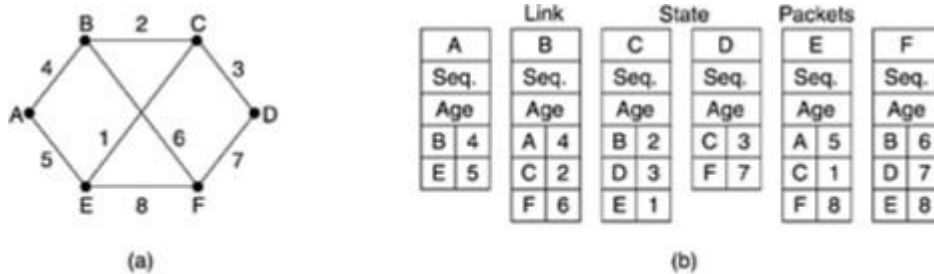 B 2 C
4 3
A D
1 6
5 7
E 8 F
(a)
Link State Packets
A B C D E F
Seq. Seq. Seq. Seq. Seq. Seq.
Age Age Age Age Age Age
B 4 A 4 B 2 C 3 A 5 B 6
E 5 C 2 D 3 F 7 C 1 D 7
F 6 E 1 F 8 E 8
(b)